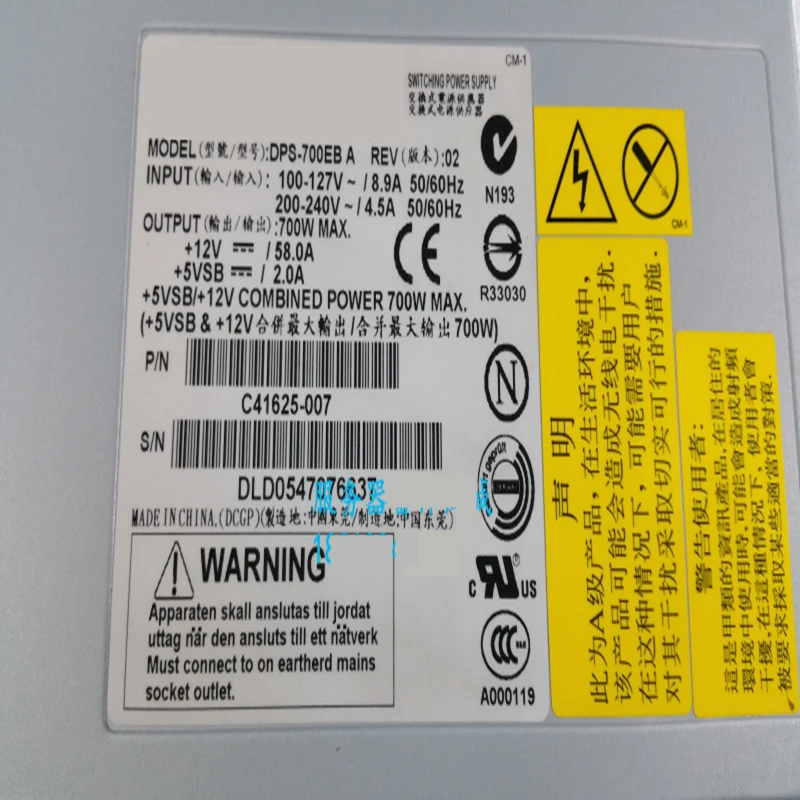 CM-1
SWITCHING POWER SUPPLY
交換式電源供應器
交换式电源供应器
MODEL(型號/型号):DPS-700EB A REV(版本):02
INPUT(輸入/输入): 100-127V ~ / 8.9A 50/60Hz
200-240V ~ / 4.5A 50/60Hz
OUTPUT(輸出/输出):700W MAX.
+12V ⎓ / 58.0A
+5VSB ⎓ / 2.0A
+5VSB/+12V COMBINED POWER 700W MAX.
(+5VSB & +12V合併最大輸出/合并最大输出700W)
P/N
C41625-007
S/N
MADE IN CHINA.(DCGP)(製造地:中國東莞/制造地:中国东莞)
服务器
WARNING
Apparaten skall anslutas till jordat
uttag när den ansluts till ett nätverk
Must connect to on eartherd mains
socket outlet.
N193
R33030
N
c RU US
®
CCC
A000119
CE
CM-1
声明
此为A级产品，在生活环境中,
该产品可能会造成无线电干扰.
在这种情况下，可能需要用户
对其干扰采取切实可行的措施.
警告使用者:
這是甲類的資訊產品,在居住的
環境中使用時,可能會造成射頻
干擾,在這種情況下，使用者會
被要求採取某些適當的對策.